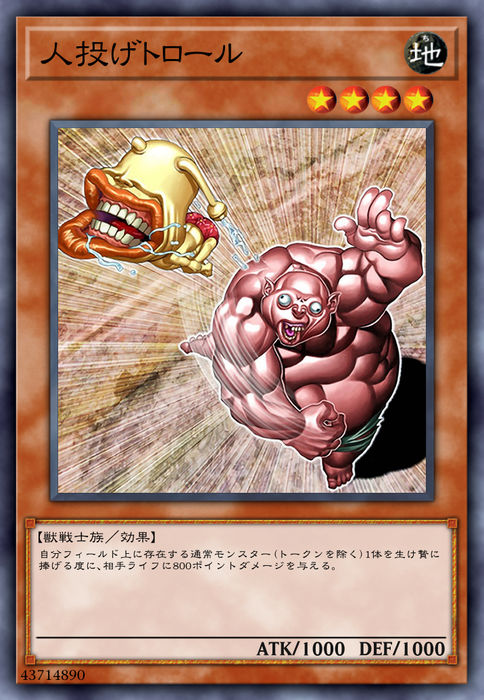 人投げトロール
ち
地
【獣戦士族／効果】
自分フィールド上に存在する通常モンスター（トークンを除く）1体を生け贄に
捧げる度に、相手ライフに800ポイントダメージを与える。
ATK/1000 DEF/1000
43714890